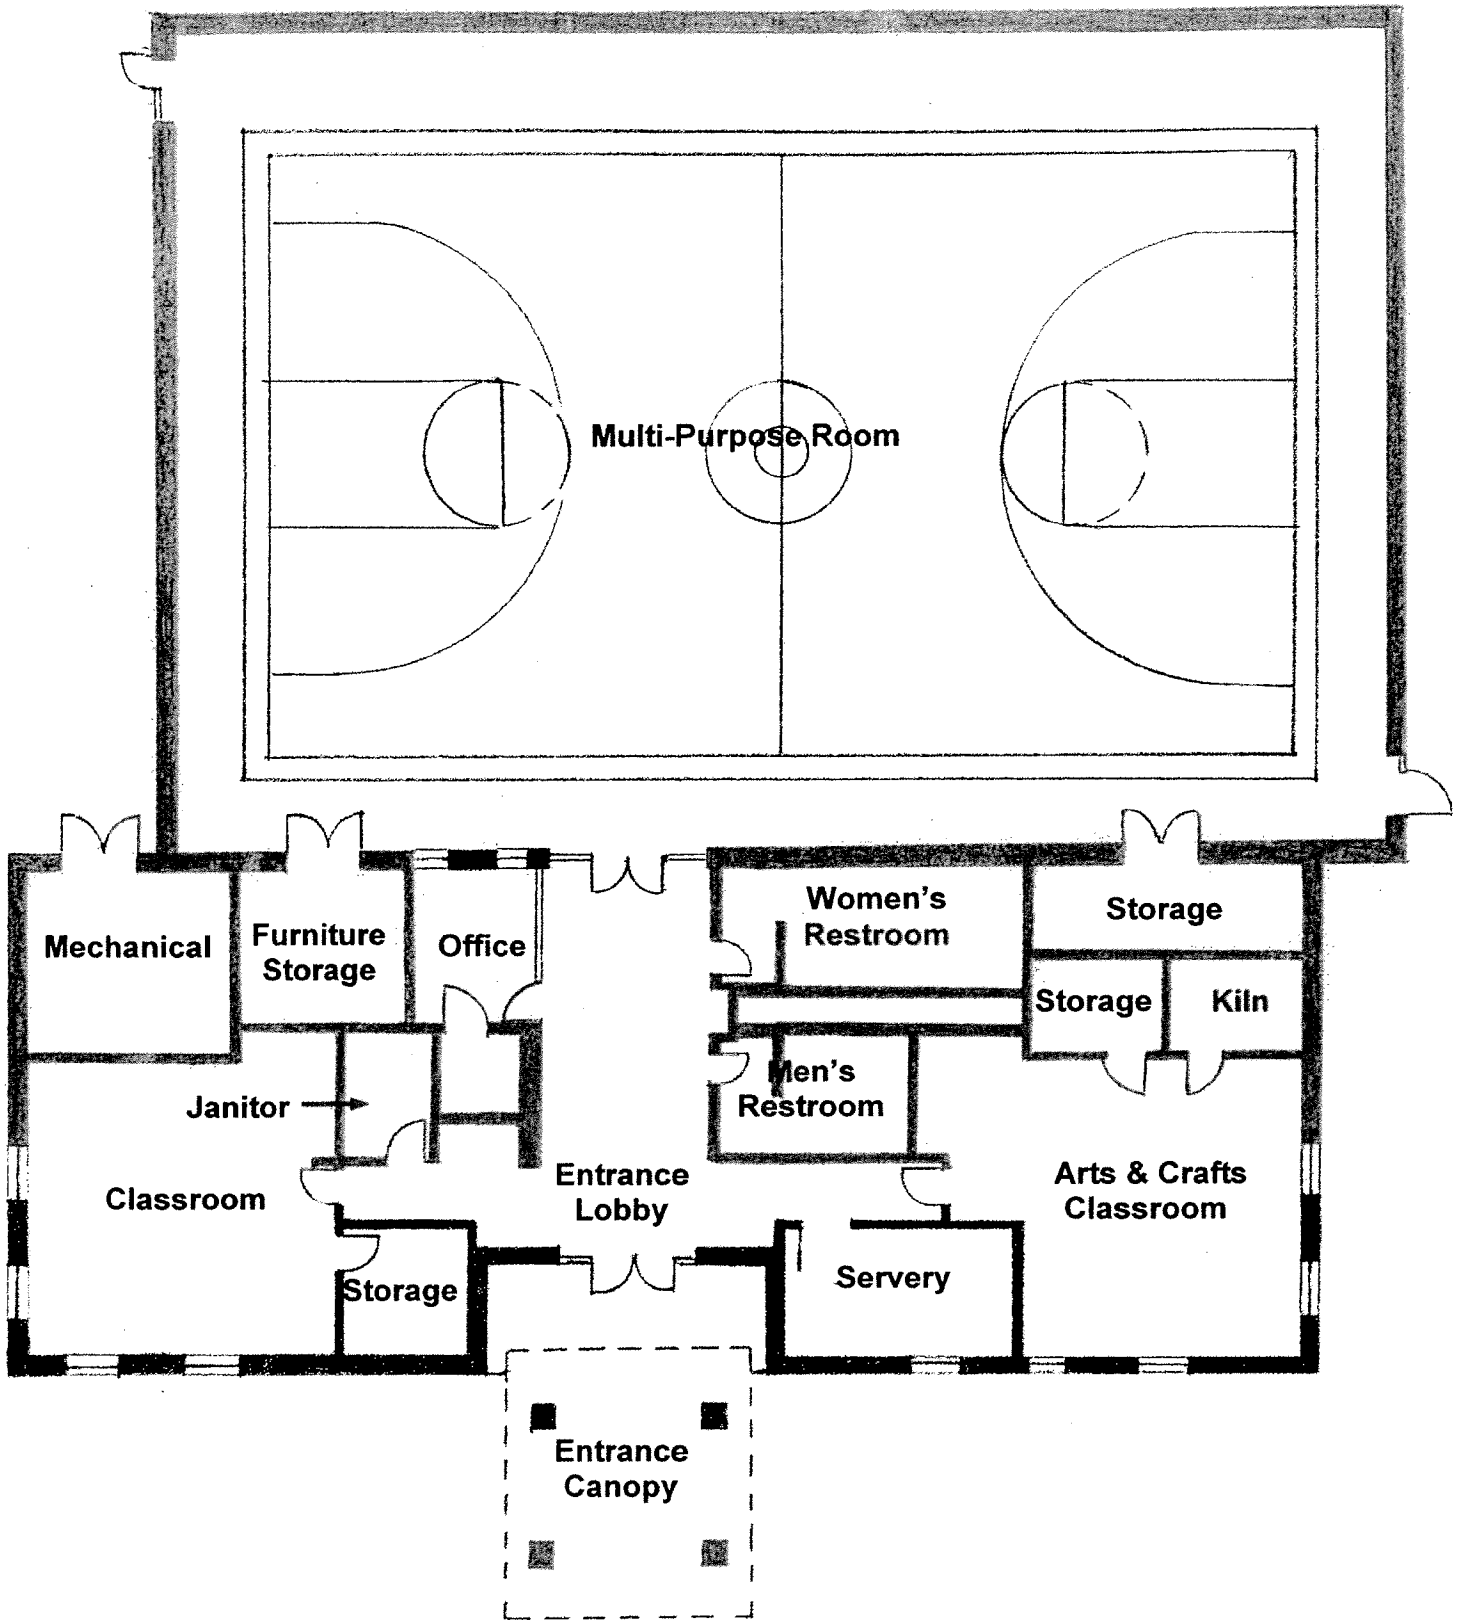 Multi-Purpose Room
Mechanical
Furniture
Storage
Office
Women's
Restroom
Storage
Storage
Kiln
Janitor
Men's
Restroom
Classroom
Entrance
Lobby
Arts & Crafts
Classroom
Storage
Servery
Entrance
Canopy